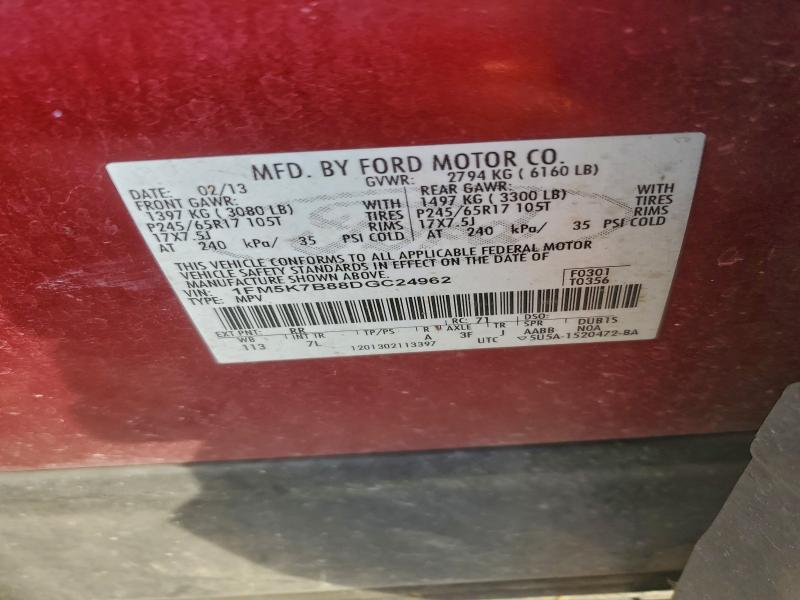 MFD. BY FORD MOTOR CO.
DATE: 02/13 GVWR: 2794 KG ( 6160 LB)
FRONT GAWR: WITH REAR GAWR: WITH
1397 KG ( 3080 LB) TIRES 1497 KG ( 3300 LB) TIRES
P245/65R17 105T RIMS P245/65R17 105T RIMS
17X7.5J 17X7.5J
AT 240 kPa/ 35 PSI COLD AT 240 kPa/ 35 PSI COLD
THIS VEHICLE CONFORMS TO ALL APPLICABLE FEDERAL MOTOR
VEHICLE SAFETY STANDARDS IN EFFECT ON THE DATE OF
MANUFACTURE SHOWN ABOVE.
VIN: 1FM5K7B88DGC24962 F0301
TYPE: MPV T0356
EXT PNT: RR RC: 71 DUB1S
WB INT TR TP/PS R AXLE TR SPR NOA
113 7L A 3F J AABB
1201302113397 UTC 5U5A-1520472-BA